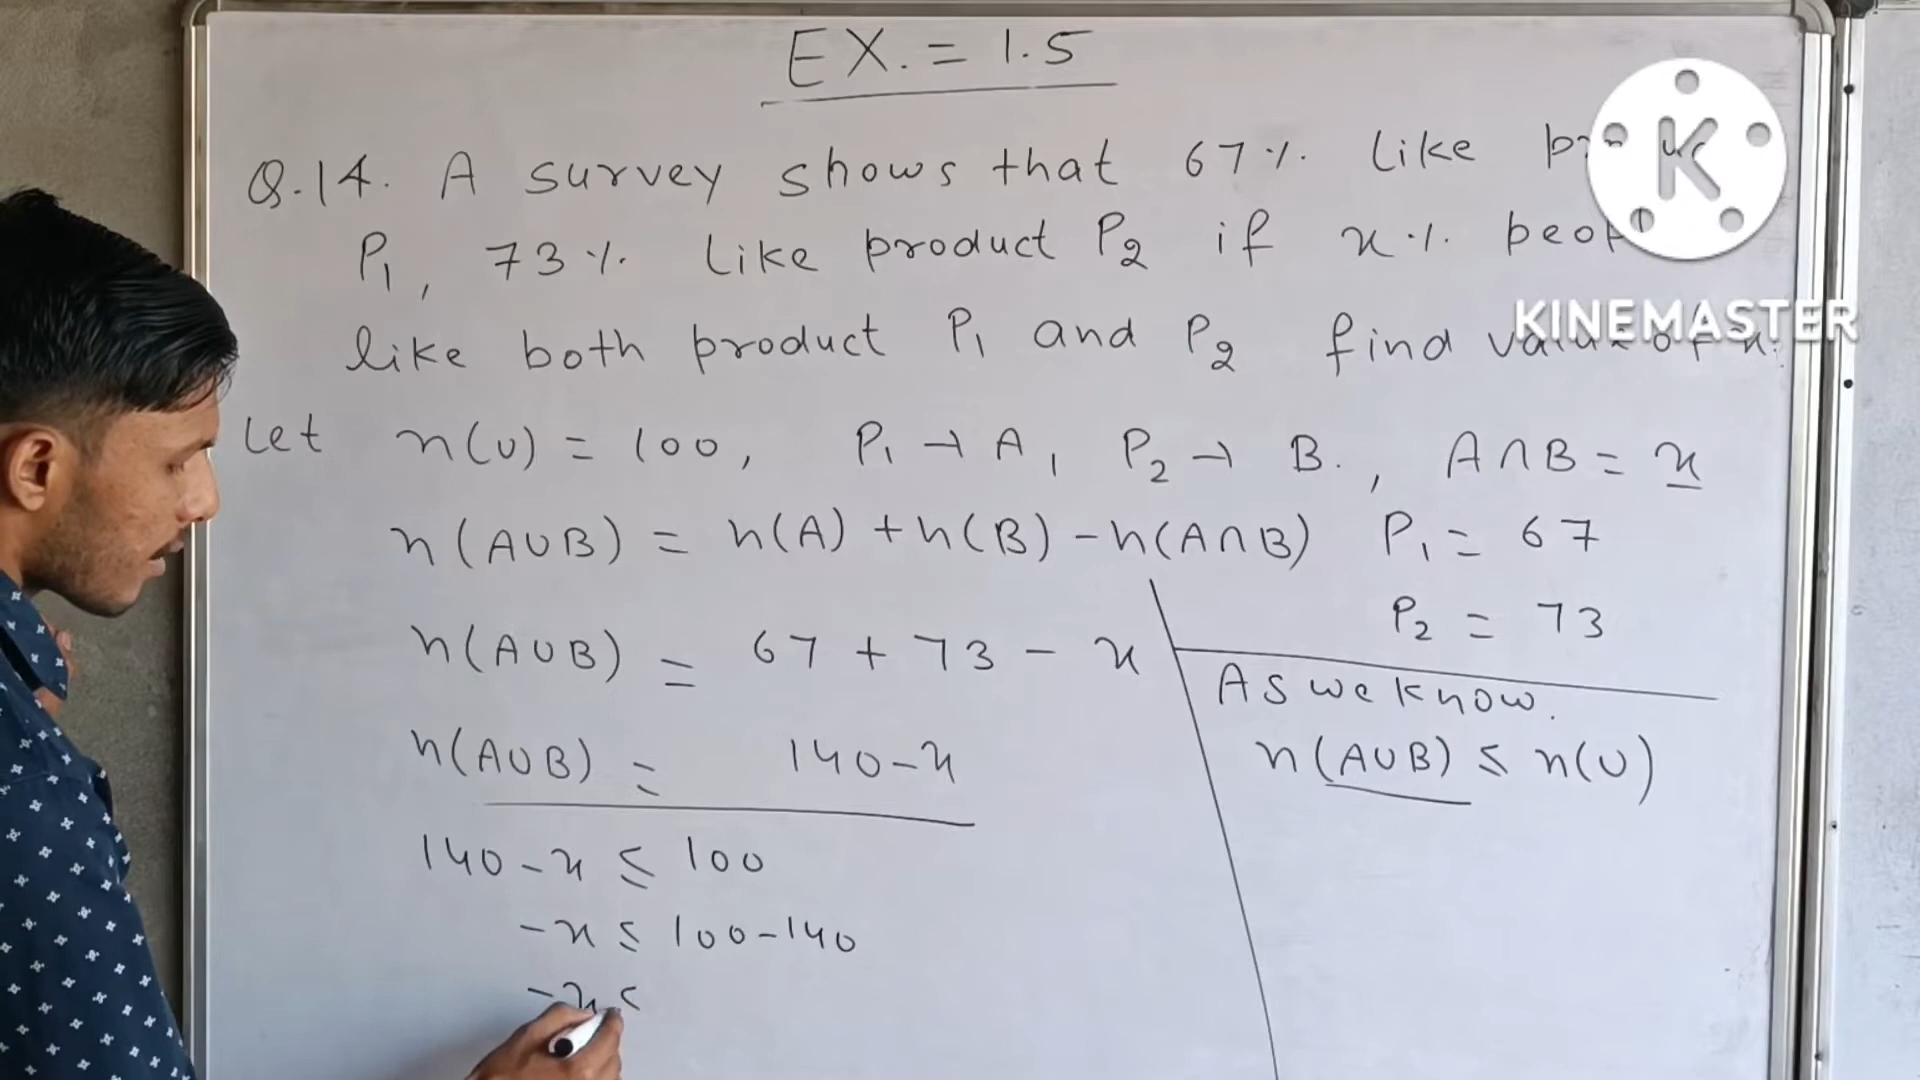 EX. = 1.5
Q.14. A survey shows that 67%. like
P₁, 73%. like product P₂ if x%.
like both product P₁ and P₂ find value of x.
KINEMASTER
Let n(U) = 100, P₁ → A, P₂ → B., A∩B = x
n(A∪B) = n(A) + n(B) - n(A∩B) P₁ = 67
P₂ = 73
n(A∪B) = 67 + 73 - x
As we know.
n(A∪B) = 140-x
n(A∪B) ≤ n(U)
140-x ≤ 100
-x ≤ 100-140
-x ≤